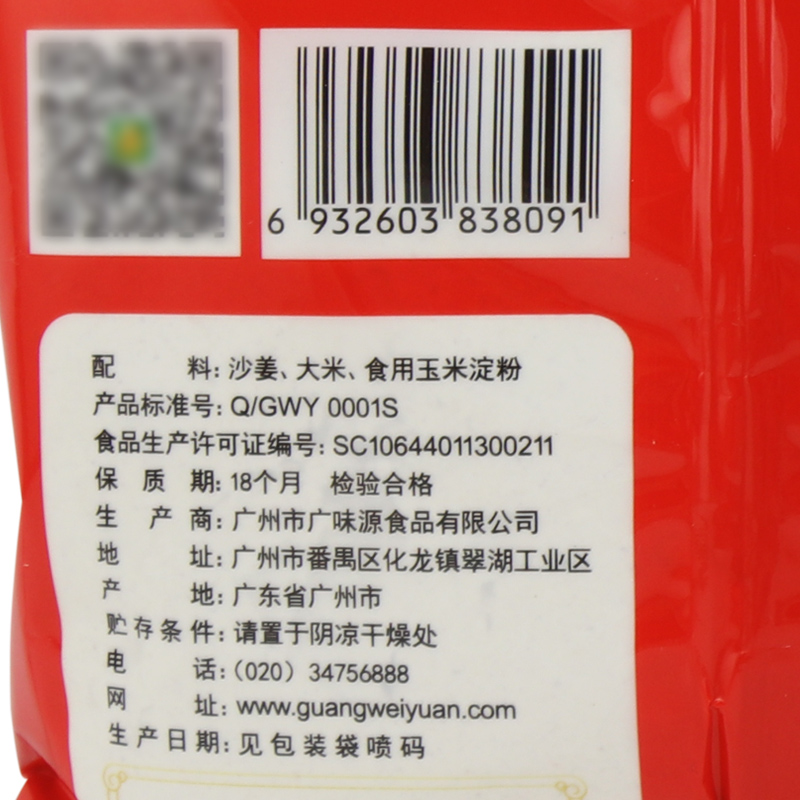 6 932603 838091
配料：沙姜、大米、食用玉米淀粉
产品标准号：Q/GWY 0001S
食品生产许可证编号：SC10644011300211
保质期：18个月 检验合格
生产商：广州市广味源食品有限公司
地址：广州市番禺区化龙镇翠湖工业区
产地：广东省广州市
贮存条件：请置于阴凉干燥处
电话：（020）34756888
网址：www.guangweiyuan.com
生产日期：见包装袋喷码